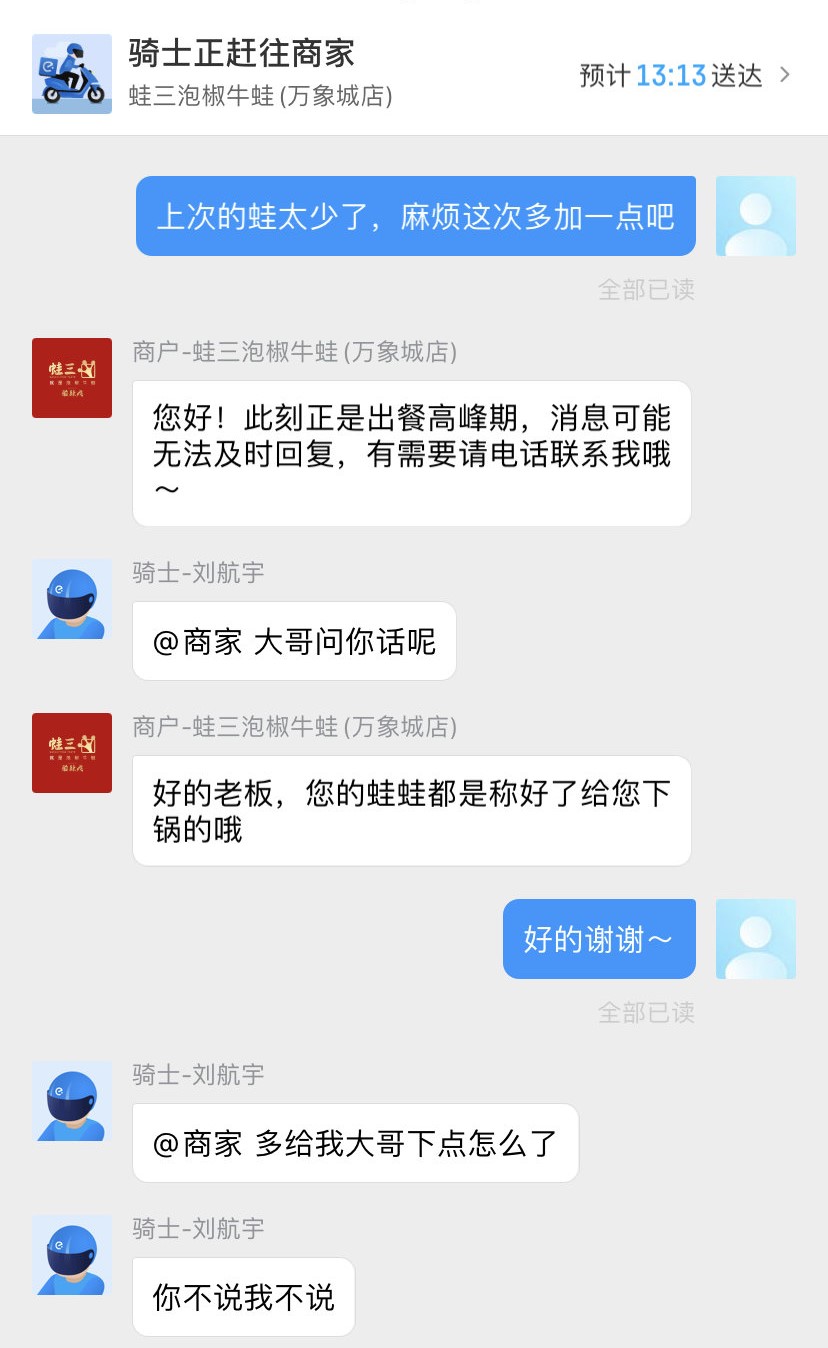 骑士正赶往商家
蛙三泡椒牛蛙(万象城店)
预计13:13送达
上次的蛙太少了，麻烦这次多加一点吧
全部已读
商户-蛙三泡椒牛蛙(万象城店)
蛙三
您好！此刻正是出餐高峰期，消息可能
无法及时回复，有需要请电话联系我哦
～
骑士-刘航宇
@商家 大哥问你话呢
商户-蛙三泡椒牛蛙(万象城店)
蛙三
好的老板，您的蛙蛙都是称好了给您下
锅的哦
好的谢谢～
全部已读
骑士-刘航宇
@商家 多给我大哥下点怎么了
骑士-刘航宇
你不说我不说